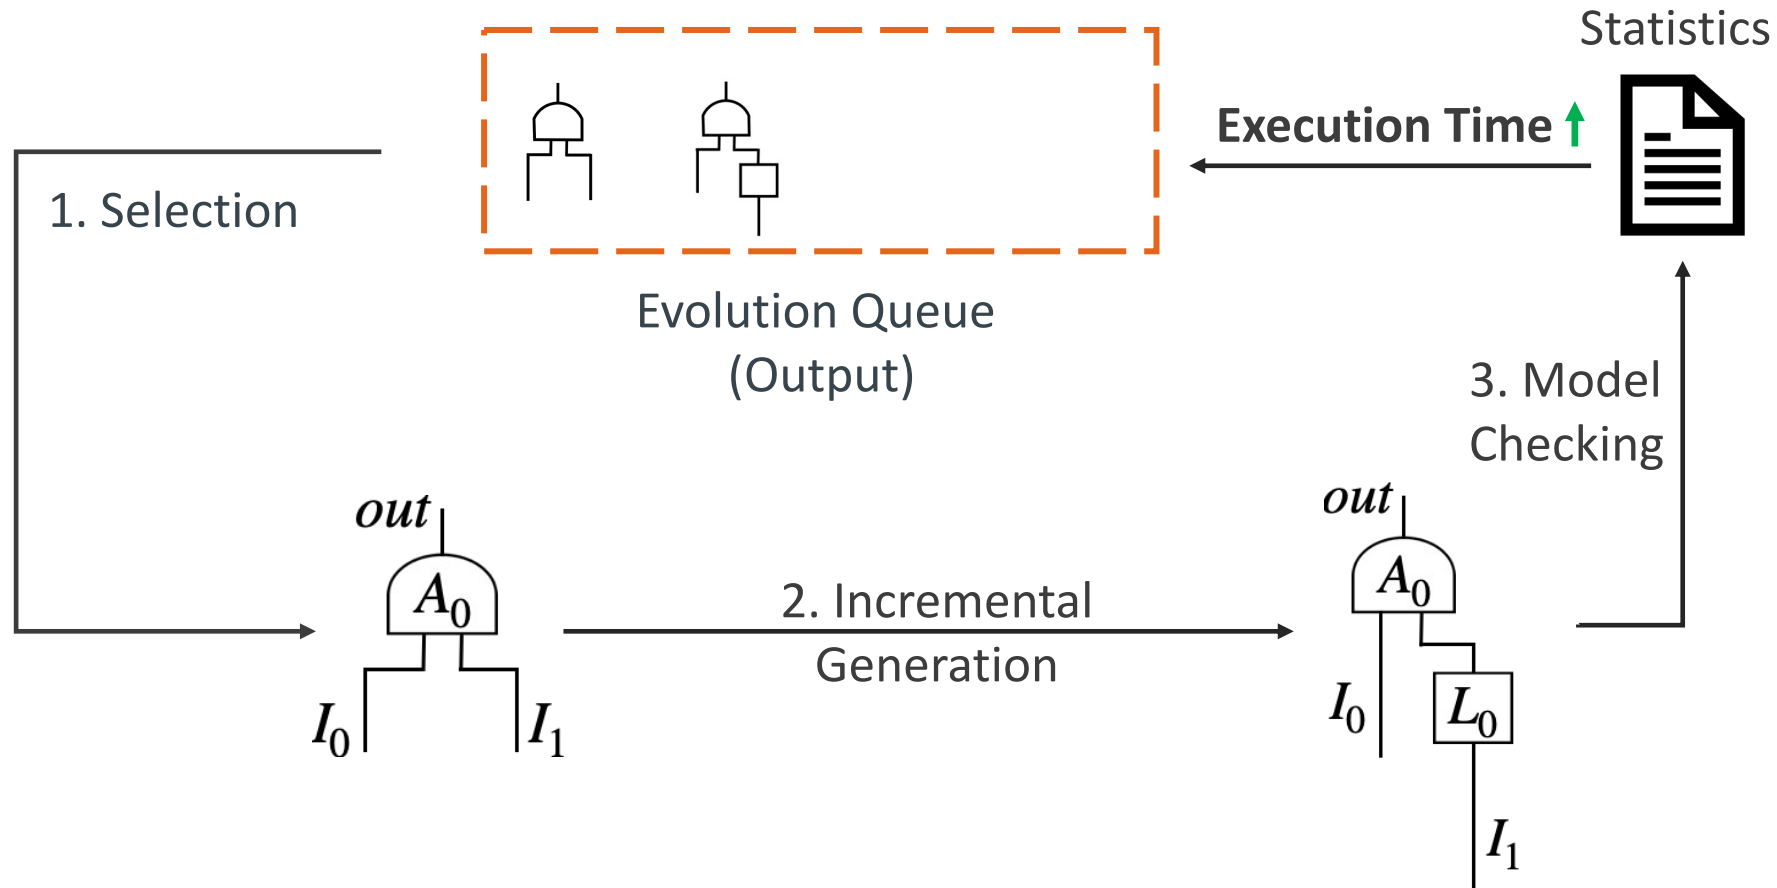 Statistics
Execution Time
1. Selection
Evolution Queue
(Output)
3. Model
Checking
out
A0
I0
I1
2. Incremental
Generation
out
A0
I0
L0
I1